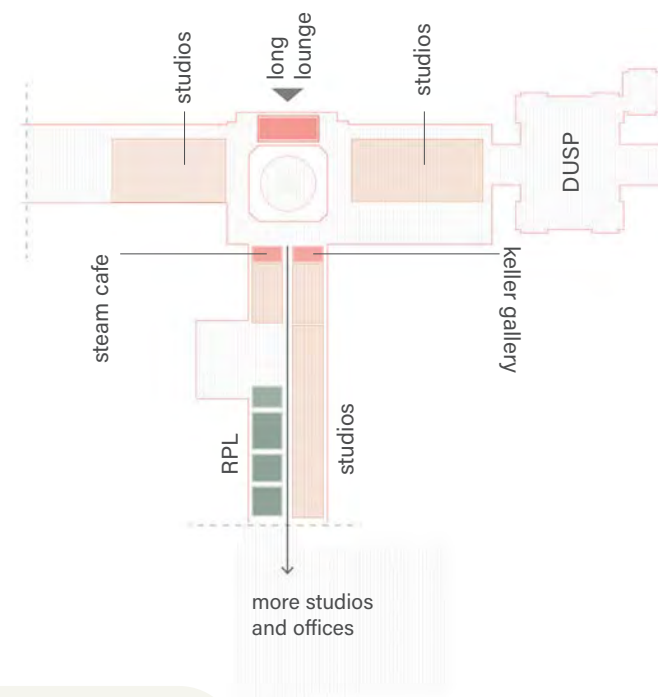 studios
long
lounge
studios
DUSP
steam cafe
keller gallery
RPL
studios
more studios
and offices